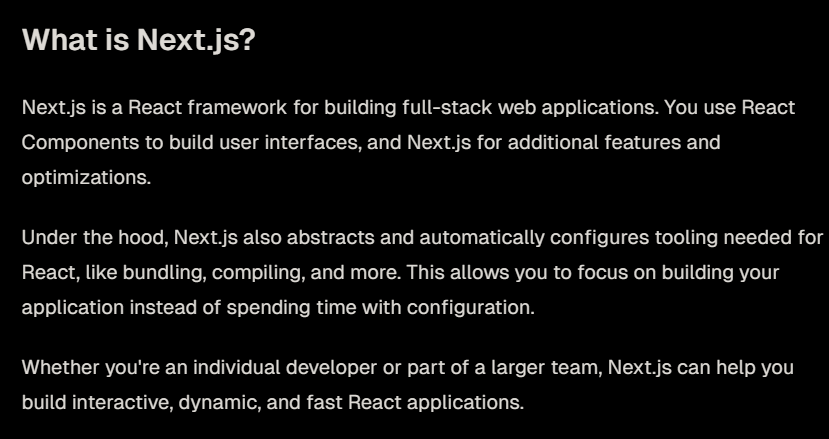 What is Next.js?
Next.js is a React framework for building full-stack web applications. You use React
Components to build user interfaces, and Next.js for additional features and
optimizations.
Under the hood, Next.js also abstracts and automatically configures tooling needed for
React, like bundling, compiling, and more. This allows you to focus on building your
application instead of spending time with configuration.
Whether you're an individual developer or part of a larger team, Next.js can help you
build interactive, dynamic, and fast React applications.